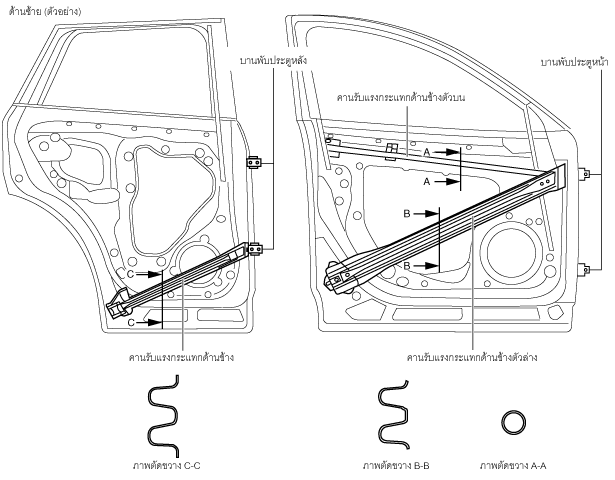 ด้านซ้าย (ตัวอย่าง)
บานพับประตูหลัง
บานพับประตูหน้า
คานรับแรงกระแทกด้านข้างตัวบน
A
A
B
B
C
C
คานรับแรงกระแทกด้านข้าง
คานรับแรงกระแทกด้านข้างตัวล่าง
ภาพตัดขวาง C-C
ภาพตัดขวาง B-B
ภาพตัดขวาง A-A